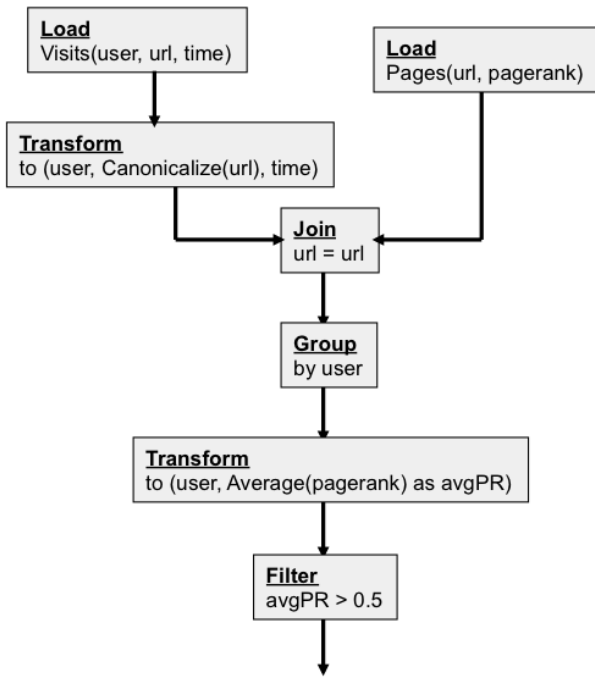 Load
Visits(user, url, time)
Load
Pages(url, pagerank)
Transform
to (user, Canonicalize(url), time)
Join
url = url
Group
by user
Transform
to (user, Average(pagerank) as avgPR)
Filter
avgPR > 0.5